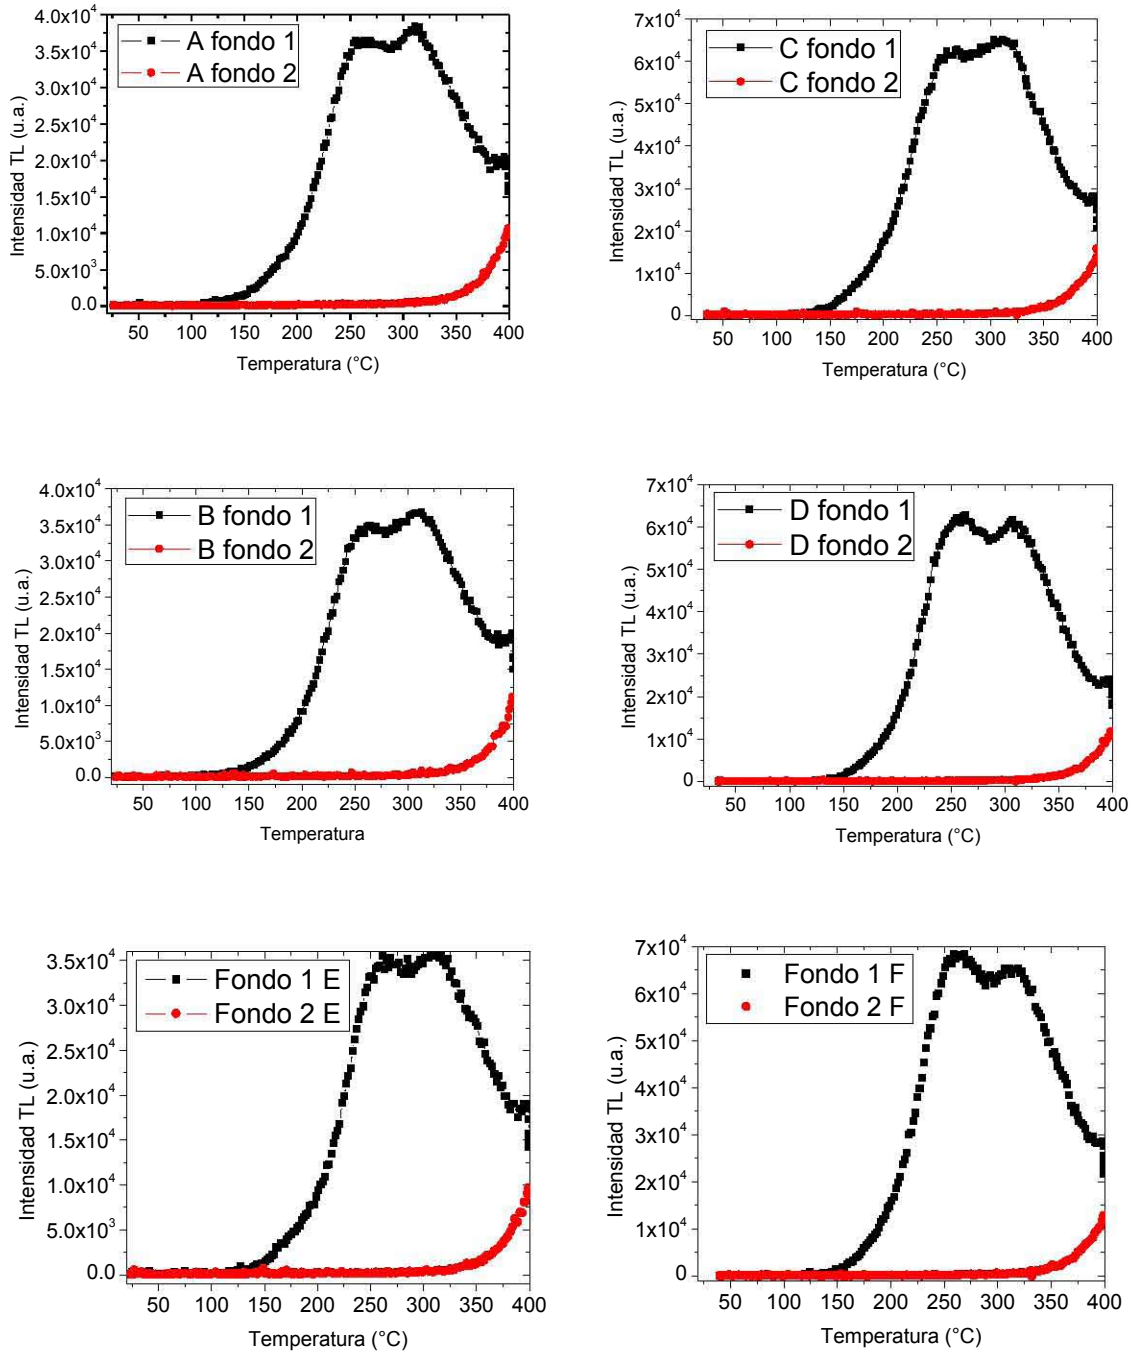 A fondo 1
A fondo 2
Intensidad TL (u.a.)
4.0x10⁴
3.5x10⁴
3.0x10⁴
2.5x10⁴
2.0x10⁴
1.5x10⁴
1.0x10⁴
5.0x10³
0.0
50 100 150 200 250 300 350 400
Temperatura (°C)
C fondo 1
C fondo 2
Intensidad TL (u.a.)
7x10⁴
6x10⁴
5x10⁴
4x10⁴
3x10⁴
2x10⁴
1x10⁴
0
50 100 150 200 250 300 350 400
Temperatura (°C)
B fondo 1
B fondo 2
Intensidad TL (u.a.)
4.0x10⁴
3.5x10⁴
3.0x10⁴
2.5x10⁴
2.0x10⁴
1.5x10⁴
1.0x10⁴
5.0x10³
0.0
50 100 150 200 250 300 350 400
Temperatura
D fondo 1
D fondo 2
Intensidad TL (u.a.)
7x10⁴
6x10⁴
5x10⁴
4x10⁴
3x10⁴
2x10⁴
1x10⁴
0
50 100 150 200 250 300 350 400
Temperatura (°C)
Fondo 1 E
Fondo 2 E
Intensidad TL (u.a.)
3.5x10⁴
3.0x10⁴
2.5x10⁴
2.0x10⁴
1.5x10⁴
1.0x10⁴
5.0x10³
0.0
50 100 150 200 250 300 350 400
Temperatura (°C)
Fondo 1 F
Fondo 2 F
Intensidad TL (u.a.)
7x10⁴
6x10⁴
5x10⁴
4x10⁴
3x10⁴
2x10⁴
1x10⁴
0
50 100 150 200 250 300 350 400
Temperatura (°C)